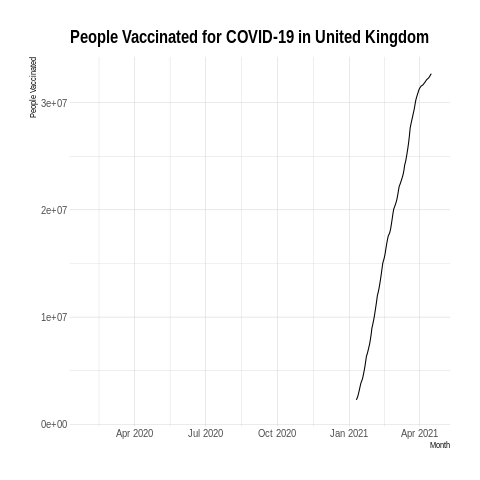 People Vaccinated for COVID-19 in United Kingdom
People Vaccinated
3e+07
2e+07
1e+07
0e+00
Apr 2020 Jul 2020 Oct 2020 Jan 2021 Apr 2021
Month